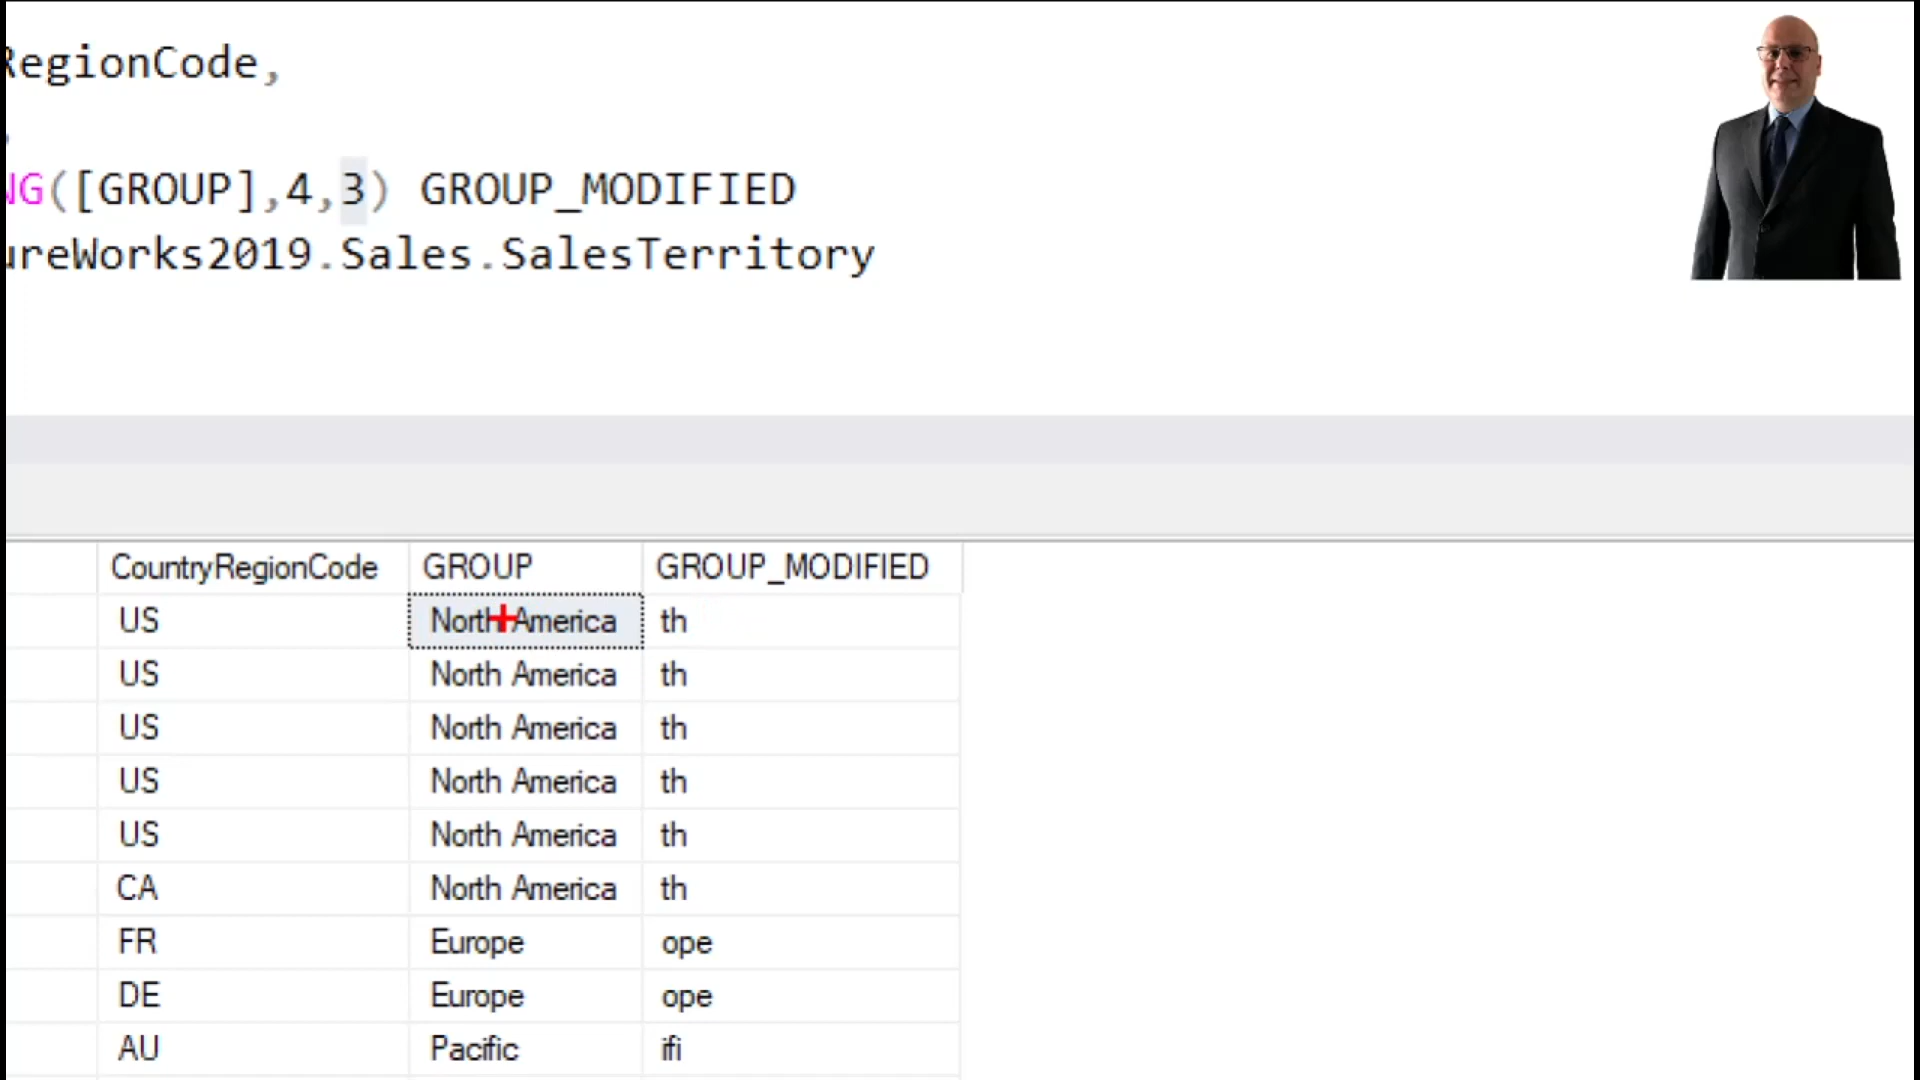 RegionCode,
,
NG([GROUP],4,3) GROUP_MODIFIED
ureWorks2019.Sales.SalesTerritory
CountryRegionCode GROUP GROUP_MODIFIED
US North America th
US North America th
US North America th
US North America th
US North America th
CA North America th
FR Europe ope
DE Europe ope
AU Pacific ifi